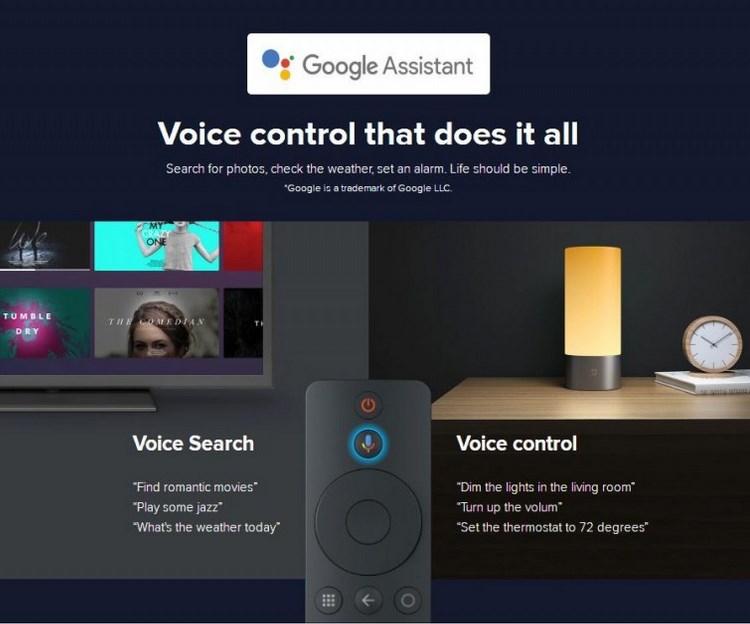 Google Assistant
Voice control that does it all
Search for photos, check the weather, set an alarm. Life should be simple.
*Google is a trademark of Google LLC.
MY
CRAZY
ONE
TUMBLE
DRY
THE COMEDIAN
Voice Search
“Find romantic movies”
“Play some jazz”
“What's the weather today”
Voice control
“Dim the lights in the living room”
“Turn up the volum”
“Set the thermostat to 72 degrees”